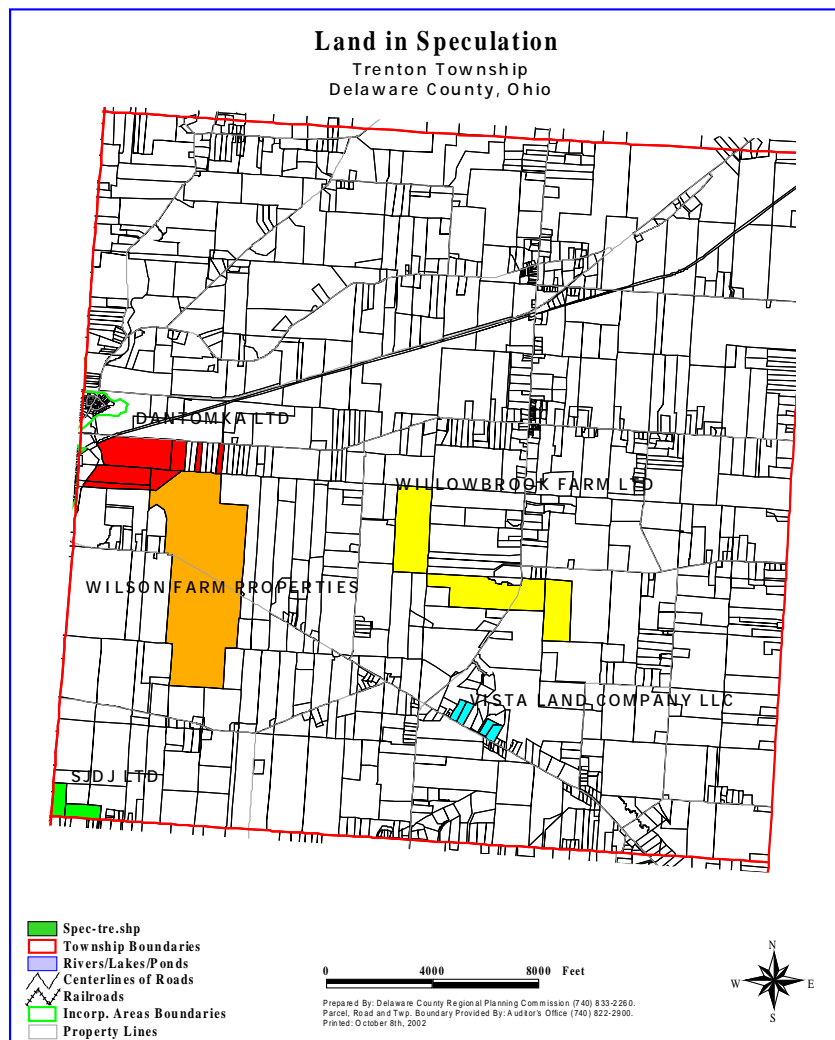 Land in Speculation
Trenton Township
Delaware County, Ohio
DANTOMKA LTD
WILLOWBROOK FARM LTD
WILSON FARM PROPERTIES
VISTA LAND COMPANY LLC
SJDJ LTD
Spec-tre.shp
Township Boundaries
Rivers/Lakes/Ponds
Centerlines of Roads
Railroads
Incorp. Areas Boundaries
Property Lines
0 4000 8000 Feet
Prepared By: Delaware County Regional Planning Commission (740) 833-2260.
Parcel, Road and Twp. Boundary Provided By: Auditor's Office (740) 822-2900.
Printed: October 8th, 2002
N
W E
S